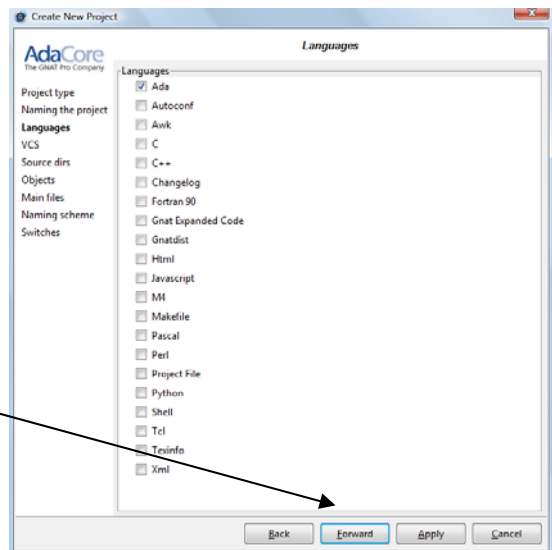 Create New Project
AdaCore
The GNAT Pro Company
Project type
Naming the project
Languages
VCS
Source dirs
Objects
Main files
Naming scheme
Switches
Languages
Languages
Ada
Autoconf
Awk
C
C++
Changelog
Fortran 90
Gnat Expanded Code
Gnatdist
Html
Javascript
M4
Makefile
Pascal
Perl
Project File
Python
Shell
Tcl
Texinfo
Xml
Back Forward Apply Cancel